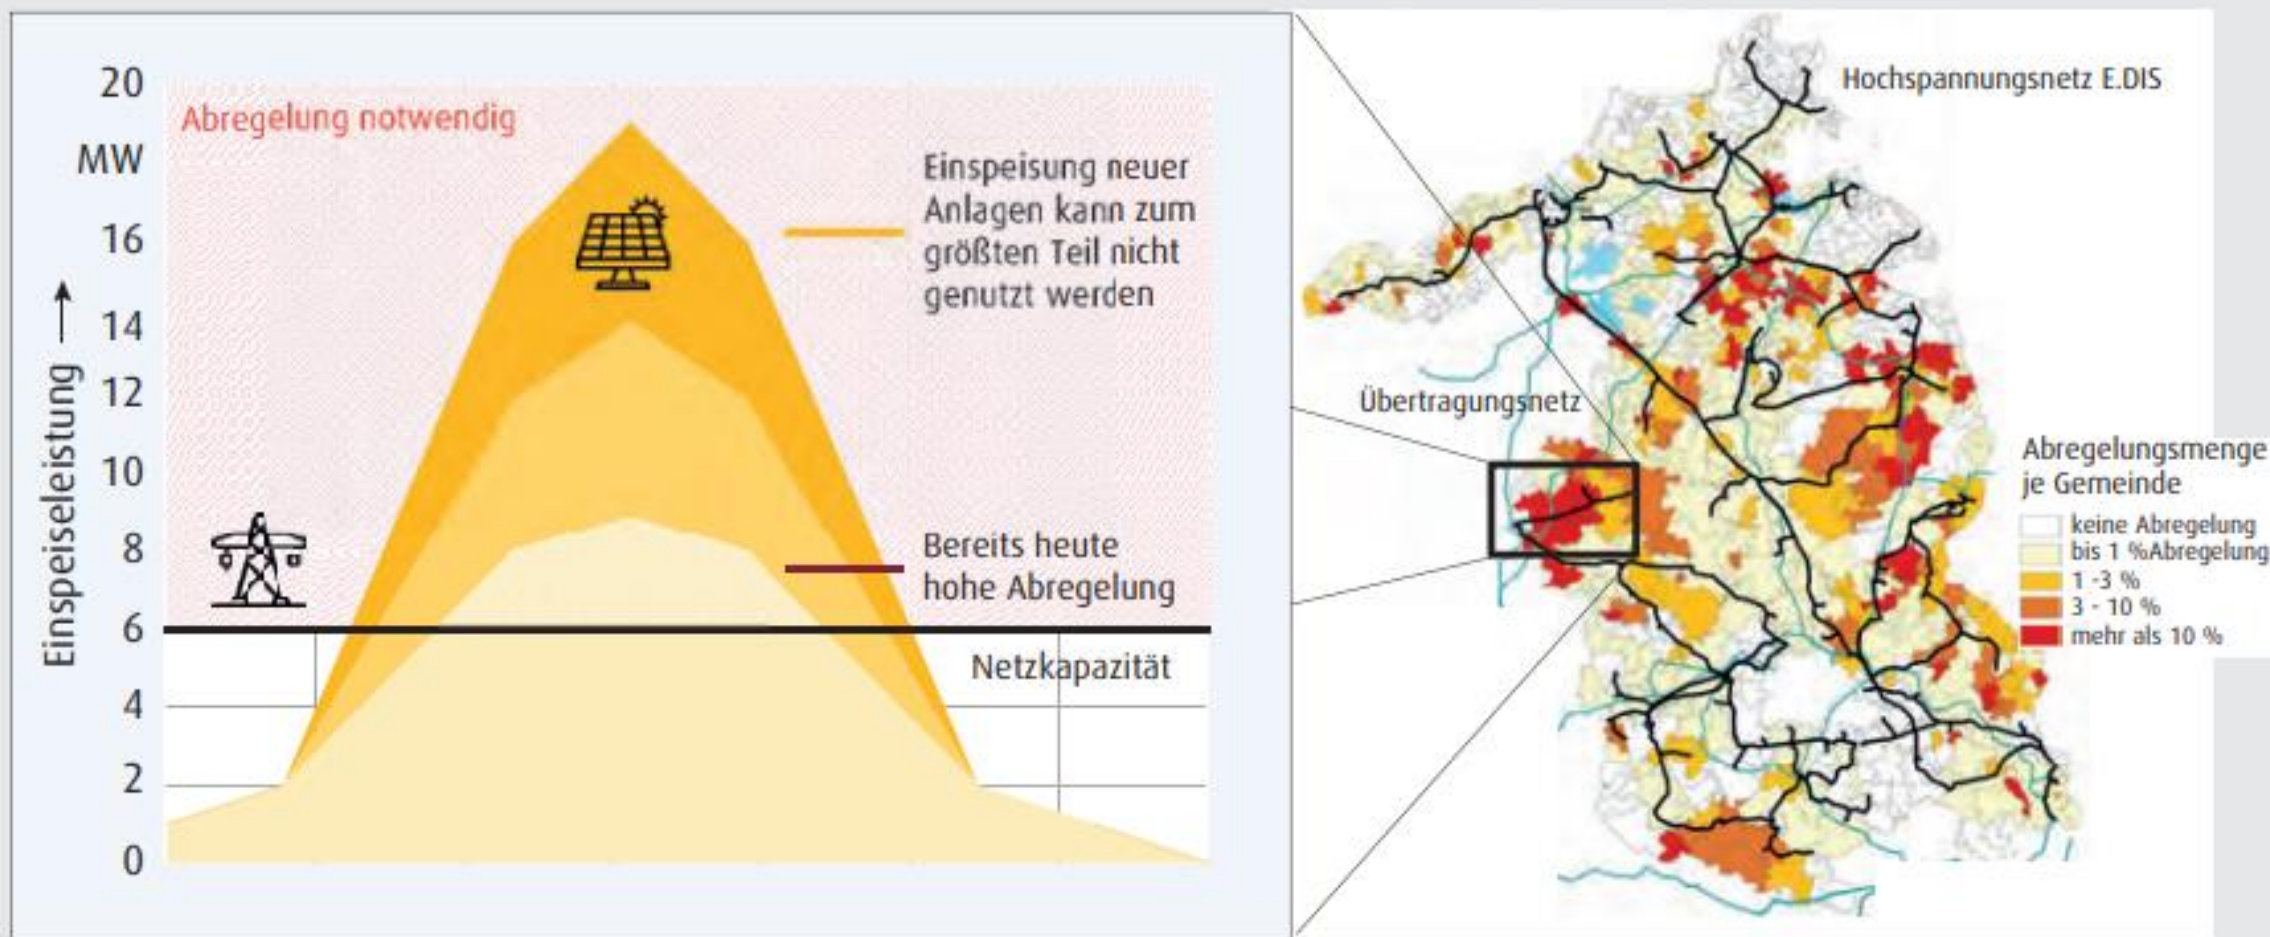 20
Abregelung notwendig
MW
16
14
12
10
8
6
4
2
0
Einspeiseleistung →
Einspeisung neuer
Anlagen kann zum
größten Teil nicht
genutzt werden
Bereits heute
hohe Abregelung
Netzkapazität
Hochspannungsnetz E.DIS
Übertragungsnetz
Abregelungsmenge
je Gemeinde
keine Abregelung
bis 1 %Abregelung
1 -3 %
3 - 10 %
mehr als 10 %